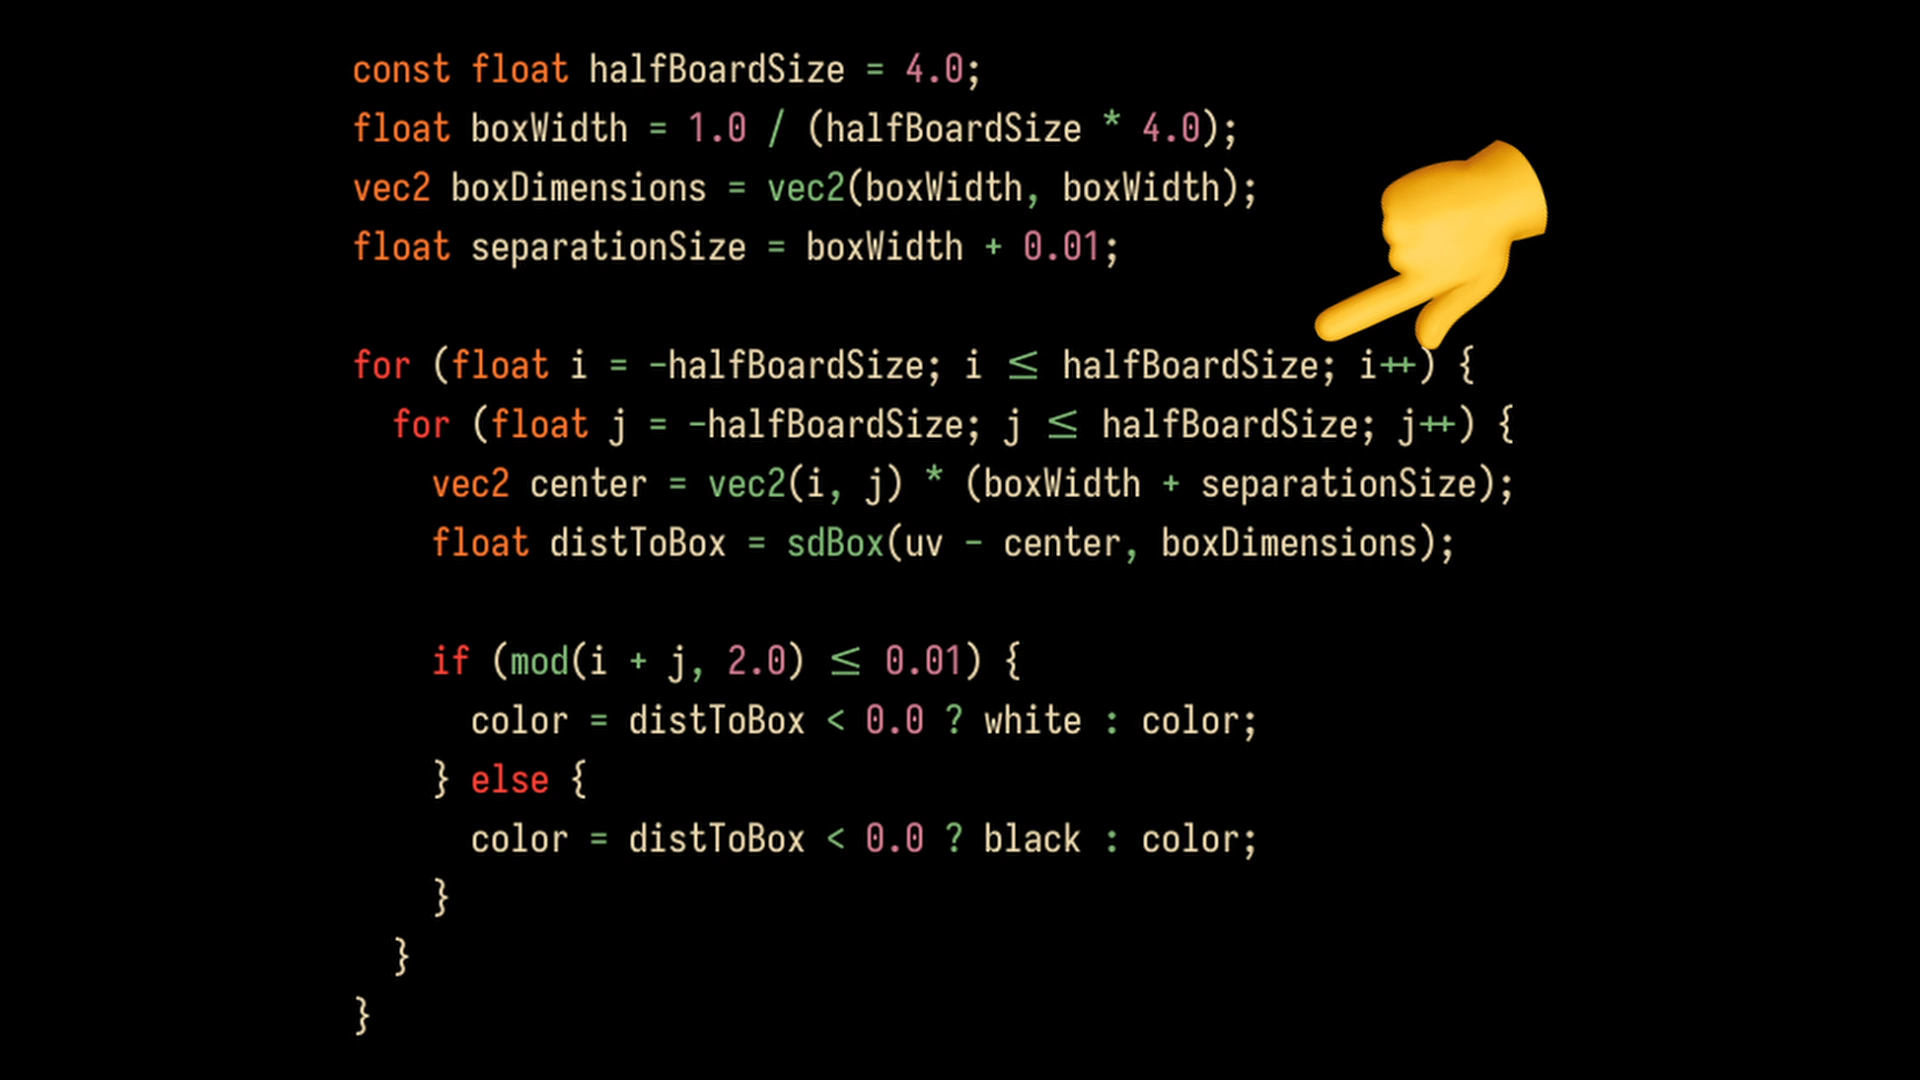 const float halfBoardSize = 4.0;
float boxWidth = 1.0 / (halfBoardSize * 4.0);
vec2 boxDimensions = vec2(boxWidth, boxWidth);
float separationSize = boxWidth + 0.01;
for (float i = -halfBoardSize; i ≤ halfBoardSize; i++) {
for (float j = -halfBoardSize; j ≤ halfBoardSize; j++) {
vec2 center = vec2(i, j) * (boxWidth + separationSize);
float distToBox = sdBox(uv - center, boxDimensions);
if (mod(i + j, 2.0) ≤ 0.01) {
color = distToBox < 0.0 ? white : color;
} else {
color = distToBox < 0.0 ? black : color;
}
}
}